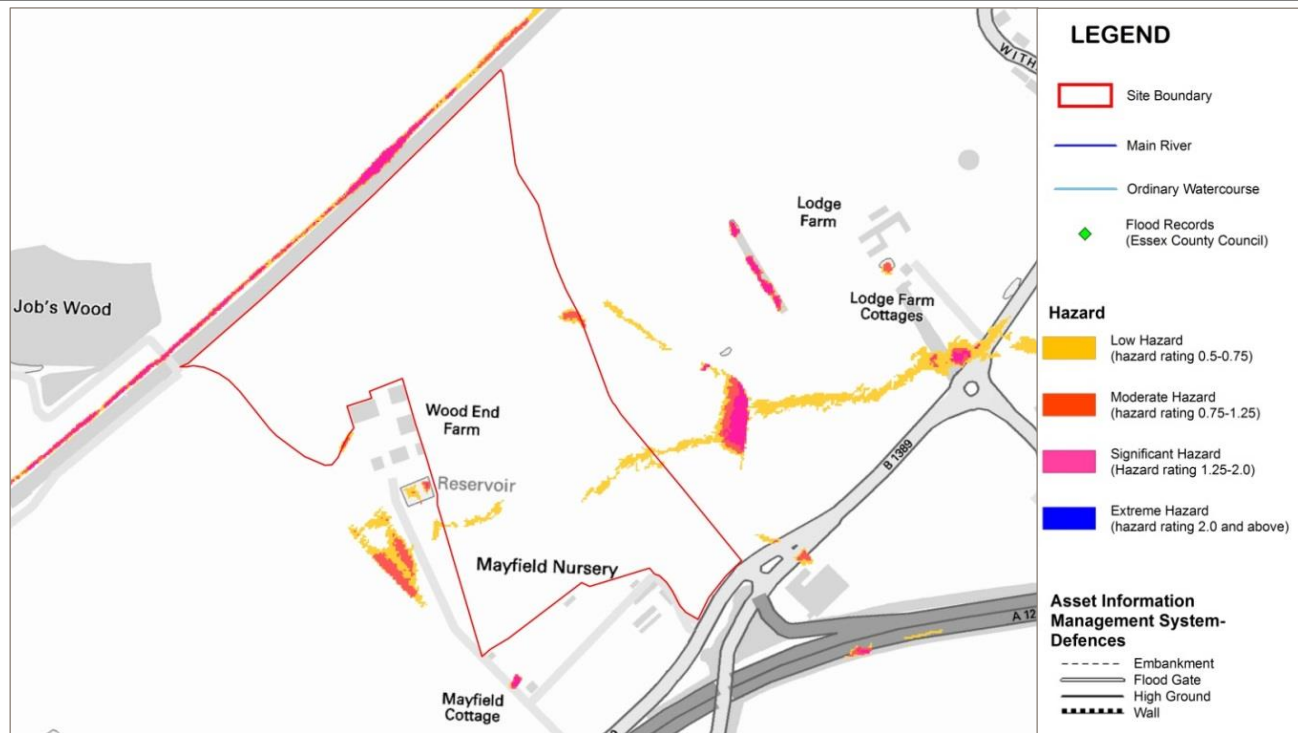 WITH
Lodge
Farm
Job's Wood
Lodge Farm
Cottages
Wood End
Farm
Reservoir
B 1389
Mayfield Nursery
A 12
Mayfield
Cottage
LEGEND
Site Boundary
Main River
Ordinary Watercourse
Flood Records
(Essex County Council)
Hazard
Low Hazard
(hazard rating 0.5-0.75)
Moderate Hazard
(hazard rating 0.75-1.25)
Significant Hazard
(Hazard rating 1.25-2.0)
Extreme Hazard
(hazard rating 2.0 and above)
Asset Information
Management System-
Defences
Embankment
Flood Gate
High Ground
Wall